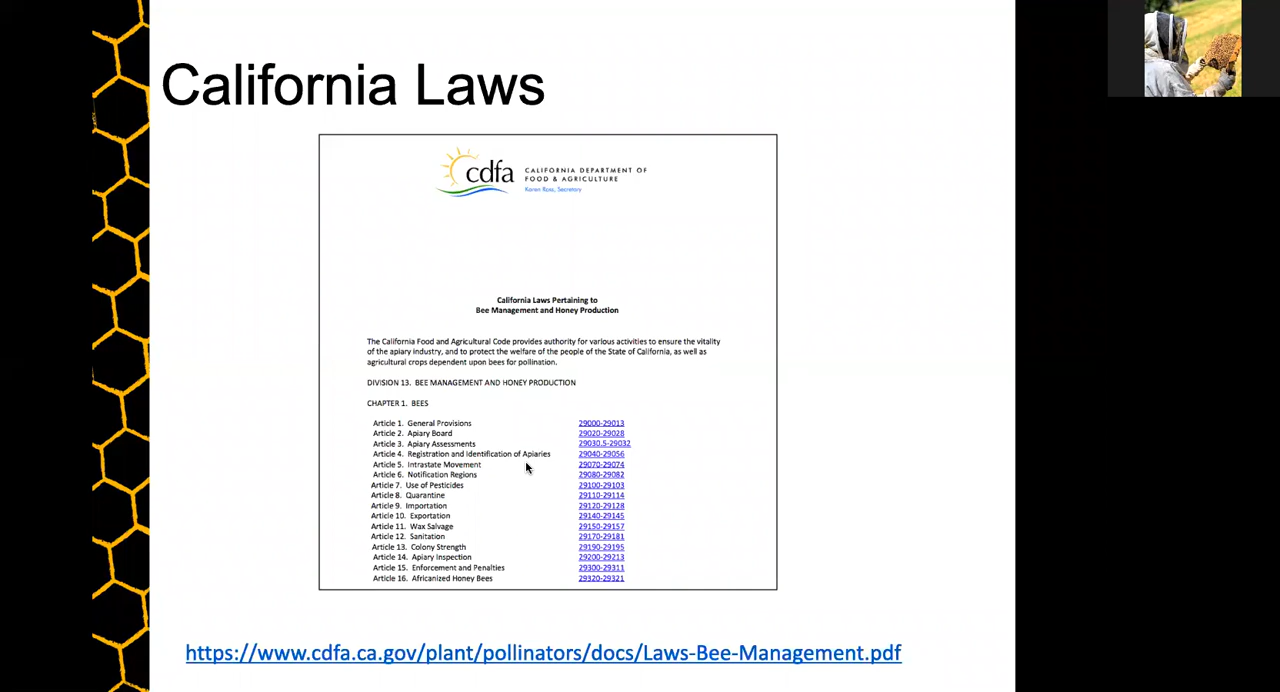 California Laws
cdfa
CALIFORNIA DEPARTMENT OF
FOOD & AGRICULTURE
Karen Ross, Secretary
California Laws Pertaining to
Bee Management and Honey Production
The California Food and Agricultural Code provides authority for various activities to ensure the vitality
of the apiary industry, and to protect the welfare of the people of the State of California, as well as
agricultural crops dependent upon bees for pollination.
DIVISION 13. BEE MANAGEMENT AND HONEY PRODUCTION
CHAPTER 1. BEES
Article 1. General Provisions 29000-29013
Article 2. Apiary Board 29020-29028
Article 3. Apiary Assessments 29030.5-29032
Article 4. Registration and Identification of Apiaries 29040-29056
Article 5. Intrastate Movement 29070-29074
Article 6. Notification Regions 29080-29082
Article 7. Use of Pesticides 29100-29103
Article 8. Quarantine 29110-29114
Article 9. Importation 29120-29128
Article 10. Exportation 29140-29145
Article 11. Wax Salvage 29150-29157
Article 12. Sanitation 29170-29181
Article 13. Colony Strength 29190-29195
Article 14. Apiary Inspection 29200-29213
Article 15. Enforcement and Penalties 29300-29311
Article 16. Africanized Honey Bees 29320-29321
https://www.cdfa.ca.gov/plant/pollinators/docs/Laws-Bee-Management.pdf